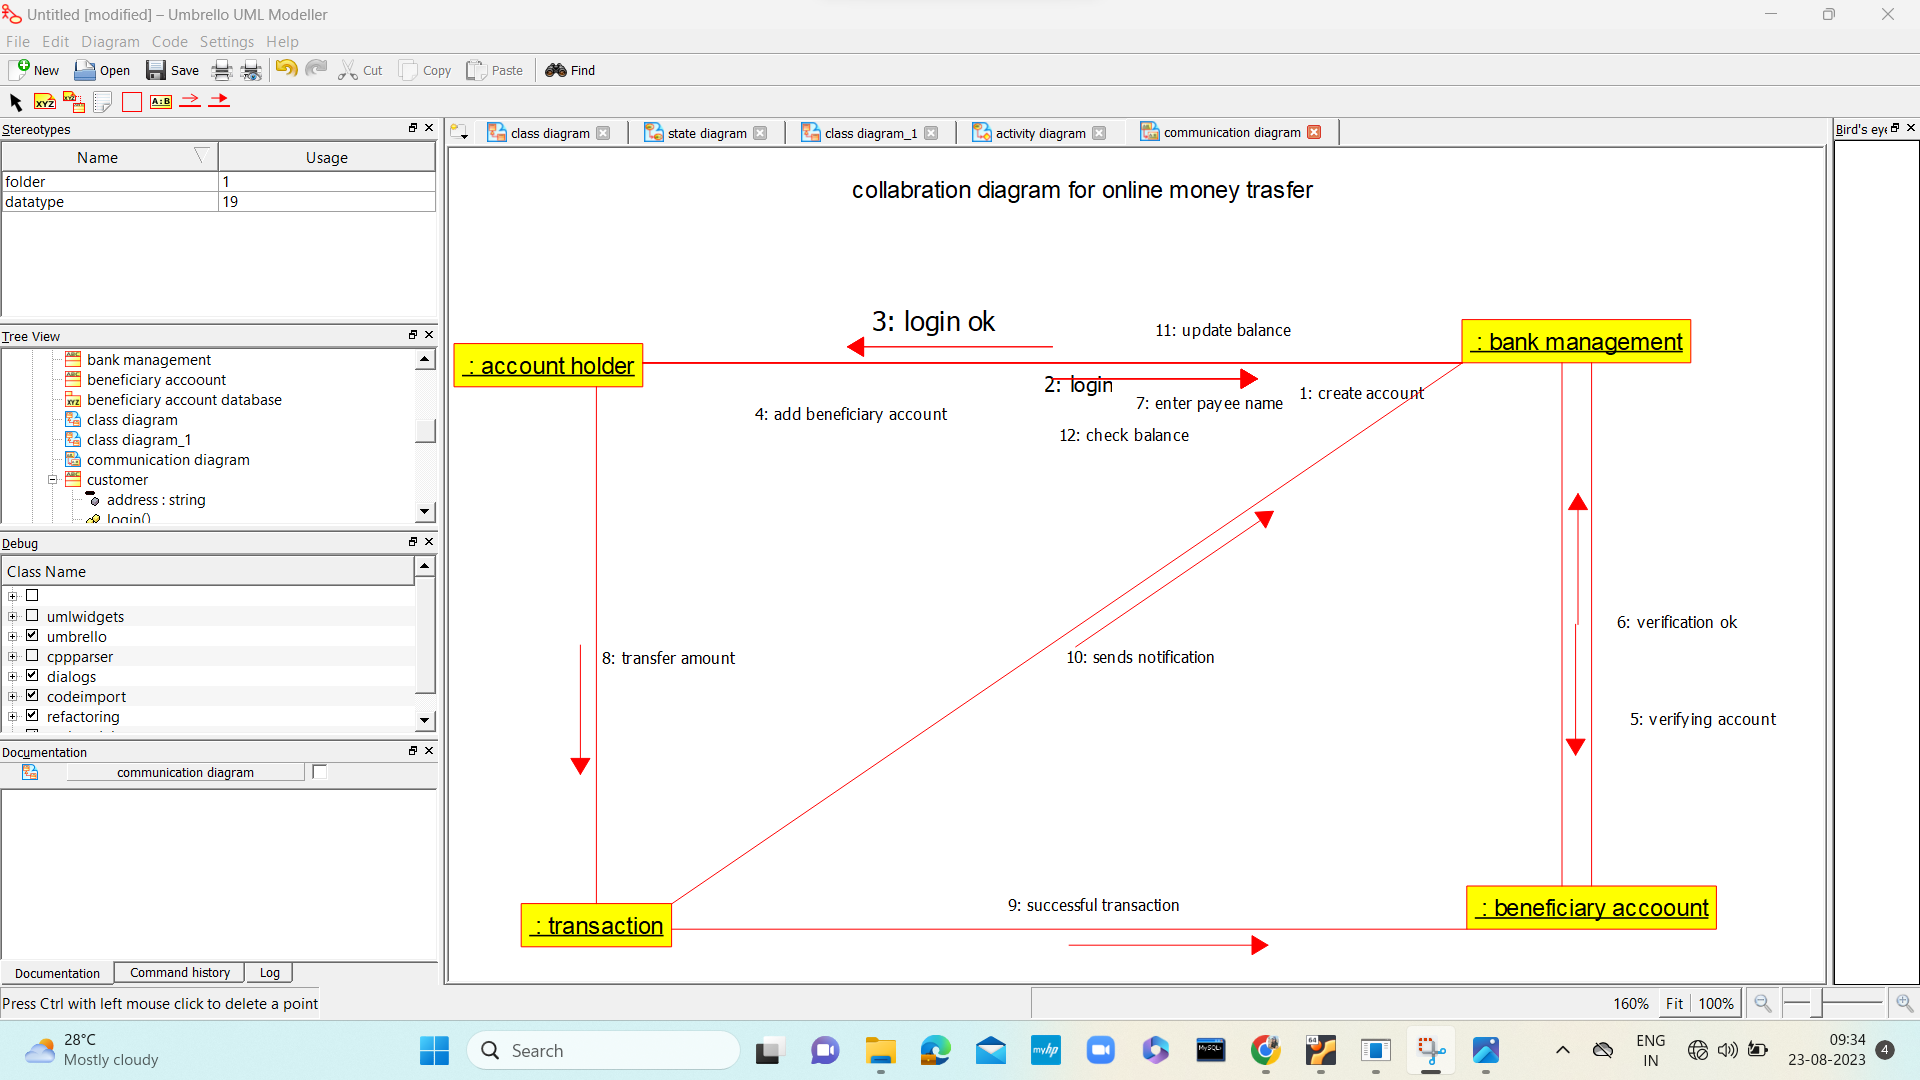 Untitled [modified] – Umbrello UML Modeller
File Edit Diagram Code Settings Help
New Open Save Cut Copy Paste Find
XYZ XYZ A:B
Stereotypes
Name Usage
folder 1
datatype 19
Tree View
bank management
beneficiary accoount
beneficiary account database
class diagram
class diagram_1
communication diagram
customer
address : string
login()
Debug
Class Name
umlwidgets
umbrello
cppparser
dialogs
codeimport
refactoring
Documentation
communication diagram
Documentation Command history Log
Press Ctrl with left mouse click to delete a point
class diagram state diagram class diagram_1 activity diagram communication diagram
Bird's eye
collabration diagram for online money trasfer
3: login ok
11: update balance
: account holder
: bank management
2: login
1: create account
7: enter payee name
4: add beneficiary account
12: check balance
6: verification ok
8: transfer amount
10: sends notification
5: verifying account
9: successful transaction
: transaction
: beneficiary accoount
160% Fit 100%
28°C
Mostly cloudy
Search
myhp
MySQL
64
ENG
IN
09:34
23-08-2023
4